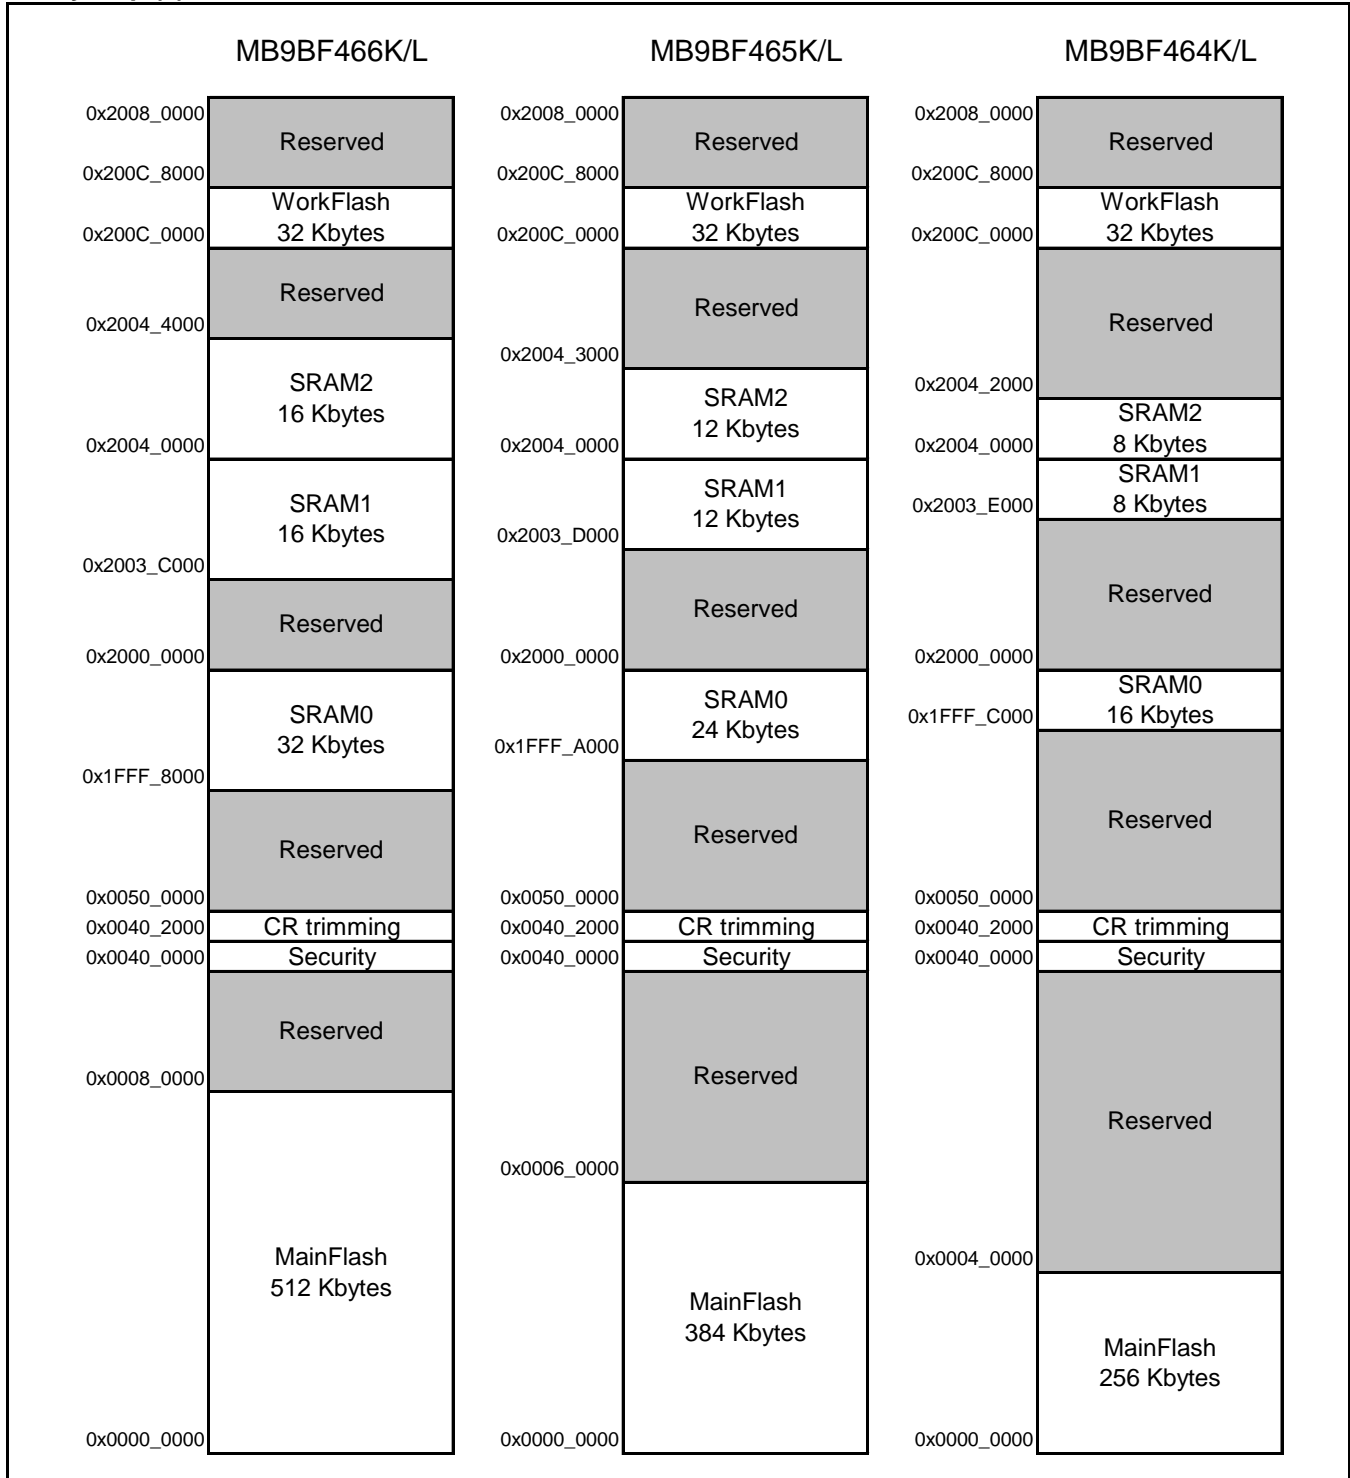 MB9BF466K/L
0x2008_0000
Reserved
0x200C_8000
WorkFlash
32 Kbytes
0x200C_0000
Reserved
0x2004_4000
SRAM2
16 Kbytes
0x2004_0000
SRAM1
16 Kbytes
0x2003_C000
Reserved
0x2000_0000
SRAM0
32 Kbytes
0x1FFF_8000
Reserved
0x0050_0000
CR trimming
0x0040_2000
Security
0x0040_0000
Reserved
0x0008_0000
MainFlash
512 Kbytes
0x0000_0000
MB9BF465K/L
0x2008_0000
Reserved
0x200C_8000
WorkFlash
32 Kbytes
0x200C_0000
Reserved
0x2004_3000
SRAM2
12 Kbytes
0x2004_0000
SRAM1
12 Kbytes
0x2003_D000
Reserved
0x2000_0000
SRAM0
24 Kbytes
0x1FFF_A000
Reserved
0x0050_0000
CR trimming
0x0040_2000
Security
0x0040_0000
Reserved
0x0006_0000
MainFlash
384 Kbytes
0x0000_0000
MB9BF464K/L
0x2008_0000
Reserved
0x200C_8000
WorkFlash
32 Kbytes
0x200C_0000
Reserved
0x2004_2000
SRAM2
8 Kbytes
0x2004_0000
SRAM1
8 Kbytes
0x2003_E000
Reserved
0x2000_0000
SRAM0
16 Kbytes
0x1FFF_C000
Reserved
0x0050_0000
CR trimming
0x0040_2000
Security
0x0040_0000
Reserved
0x0004_0000
MainFlash
256 Kbytes
0x0000_0000